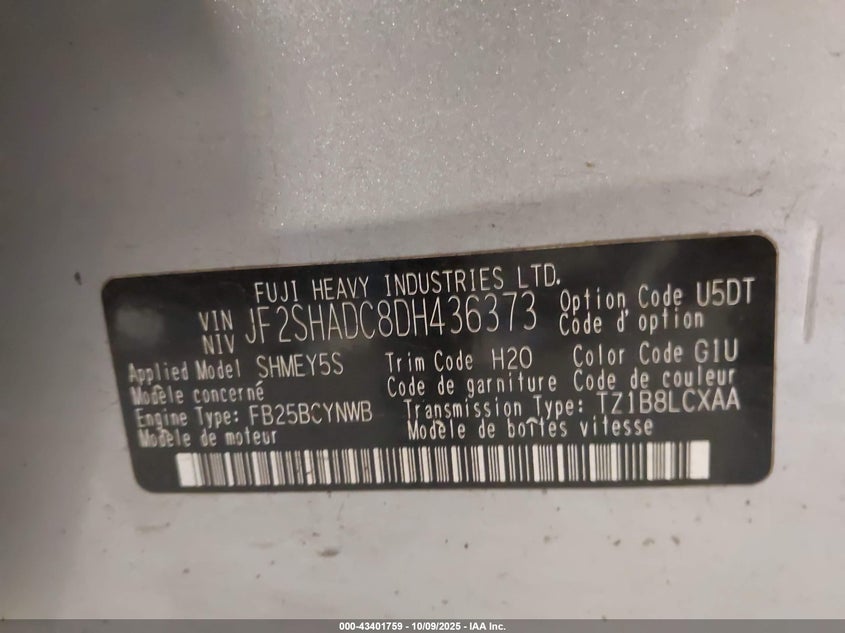 FUJI HEAVY INDUSTRIES LTD.
VIN
NIV
JF2SHADC8DH436373
Option Code U5DT
Code d'option
Applied Model SHMEY5S
Modèle concerné
Trim Code H20
Code de garniture
Color Code G1U
Code de couleur
Engine Type: FB25BCYNWB
Modèle de moteur
Transmission Type: TZ1B8LCXAA
Modèle de boîtes vitesse
000-43401759 - 10/09/2025 - IAA Inc.